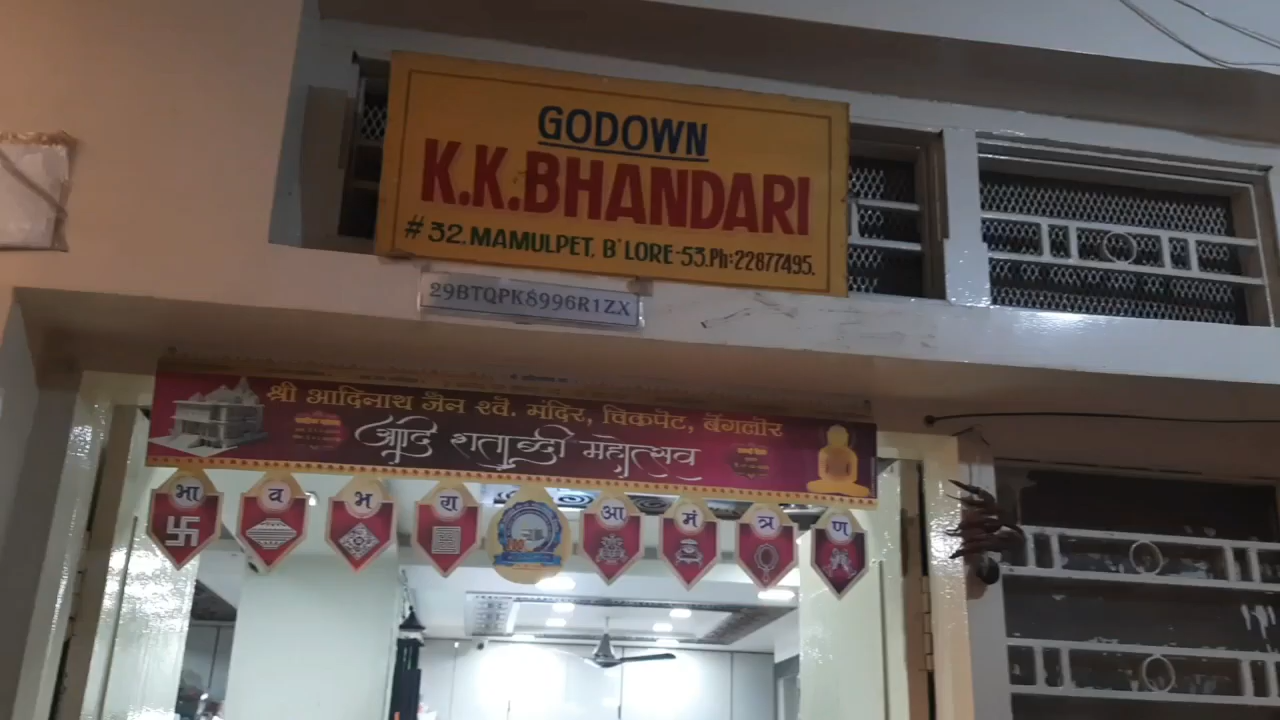 GODOWN
K.K.BHANDARI
# 32. MAMULPET, B'LORE-53.Ph:22877495.
29BTQPK8996R1ZX
श्री आदिनाथ जैन श्वे. मंदिर, चिकपेट, बेंगलोर
आदि शताब्दी महोत्सव
भा व भ रा आ मं त्र ण